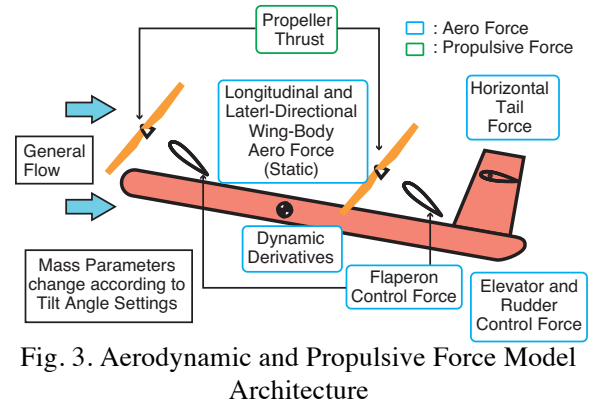 Propeller
Thrust
: Aero Force
: Propulsive Force
Longitudinal and
Laterl-Directional
Wing-Body
Aero Force
(Static)
Horizontal
Tail
Force
General
Flow
Dynamic
Derivatives
Mass Parameters
change according to
Tilt Angle Settings
Flaperon
Control Force
Elevator and
Rudder
Control Force
Fig. 3. Aerodynamic and Propulsive Force Model
Architecture